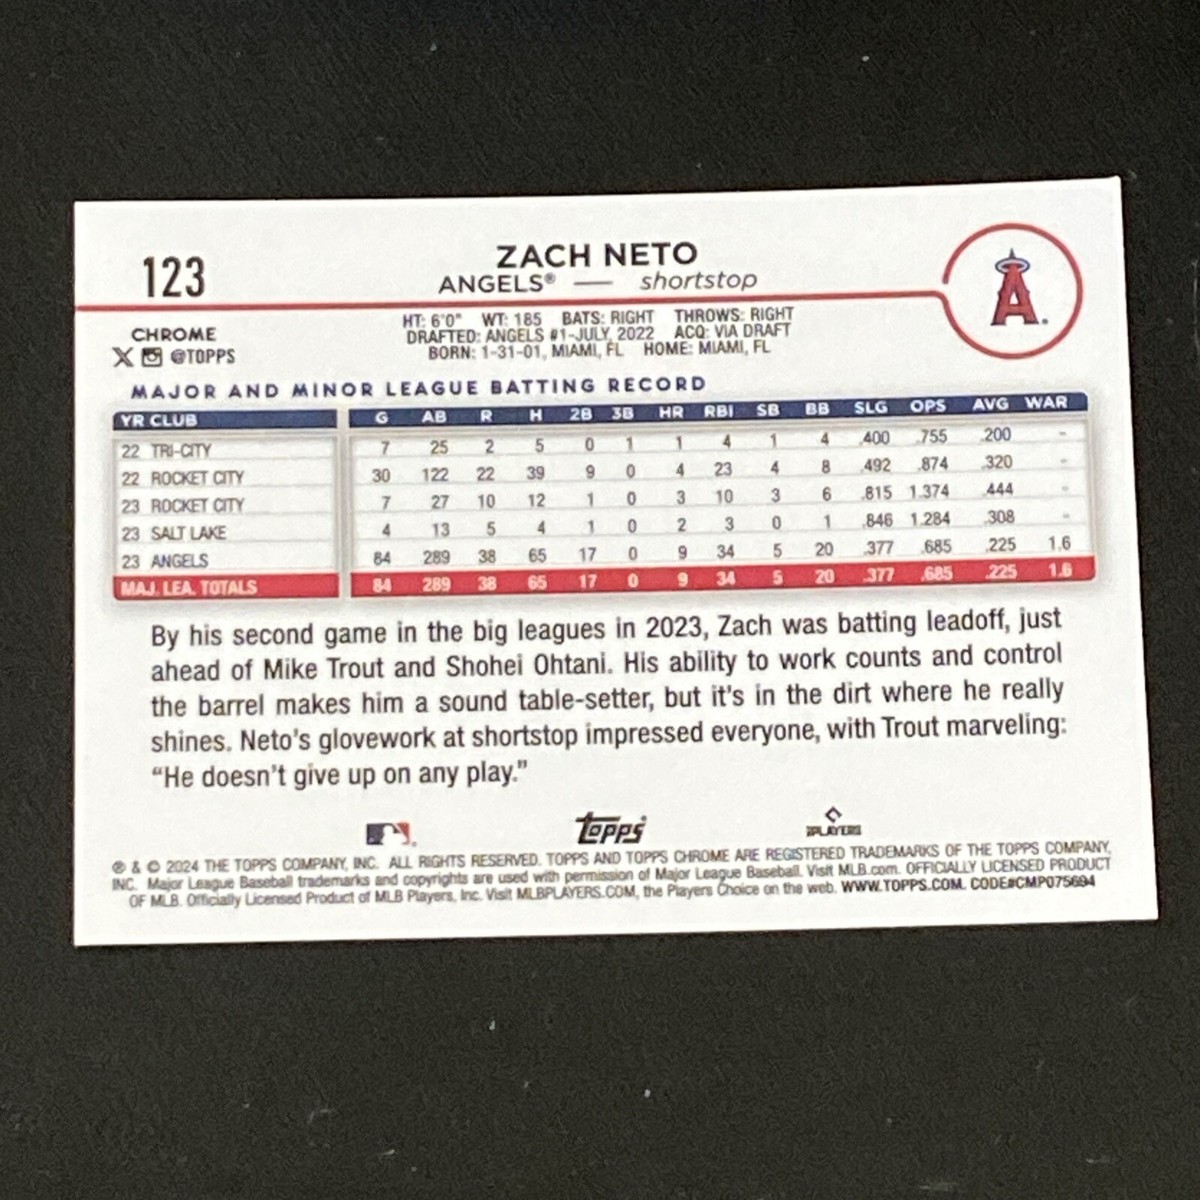 123
ZACH NETO
ANGELS® — shortstop
A.
CHROME
X @TOPPS
HT: 6'0" WT: 185 BATS: RIGHT THROWS: RIGHT
DRAFTED: ANGELS #1-JULY, 2022 ACQ: VIA DRAFT
BORN: 1-31-01, MIAMI, FL HOME: MIAMI, FL
MAJOR AND MINOR LEAGUE BATTING RECORD
YR CLUB G AB R H 2B 3B HR RBI SB BB SLG OPS AVG WAR
22 TRI-CITY 7 25 2 5 0 1 1 4 1 4 .400 .755 .200 -
22 ROCKET CITY 30 122 22 39 9 0 4 23 4 8 .492 .874 .320 -
23 ROCKET CITY 7 27 10 12 1 0 3 10 3 6 .815 1.374 .444 -
23 SALT LAKE 4 13 5 4 1 0 2 3 0 1 .846 1.284 .308 -
23 ANGELS 84 289 38 65 17 0 9 34 5 20 .377 .685 .225 1.6
MAJ. LEA. TOTALS 84 289 38 65 17 0 9 34 5 20 .377 .685 .225 1.6
By his second game in the big leagues in 2023, Zach was batting leadoff, just
ahead of Mike Trout and Shohei Ohtani. His ability to work counts and control
the barrel makes him a sound table-setter, but it's in the dirt where he really
shines. Neto's glovework at shortstop impressed everyone, with Trout marveling:
“He doesn't give up on any play.”
topps
PLAYERS
® & © 2024 THE TOPPS COMPANY, INC. ALL RIGHTS RESERVED. TOPPS AND TOPPS CHROME ARE REGISTERED TRADEMARKS OF THE TOPPS COMPANY,
INC. Major League Baseball trademarks and copyrights are used with permission of Major League Baseball. Visit MLB.com. OFFICIALLY LICENSED PRODUCT
OF MLB. Officially Licensed Product of MLB Players, Inc. Visit MLBPLAYERS.COM, the Players Choice on the web. WWW.TOPPS.COM. CODE#CMP075694